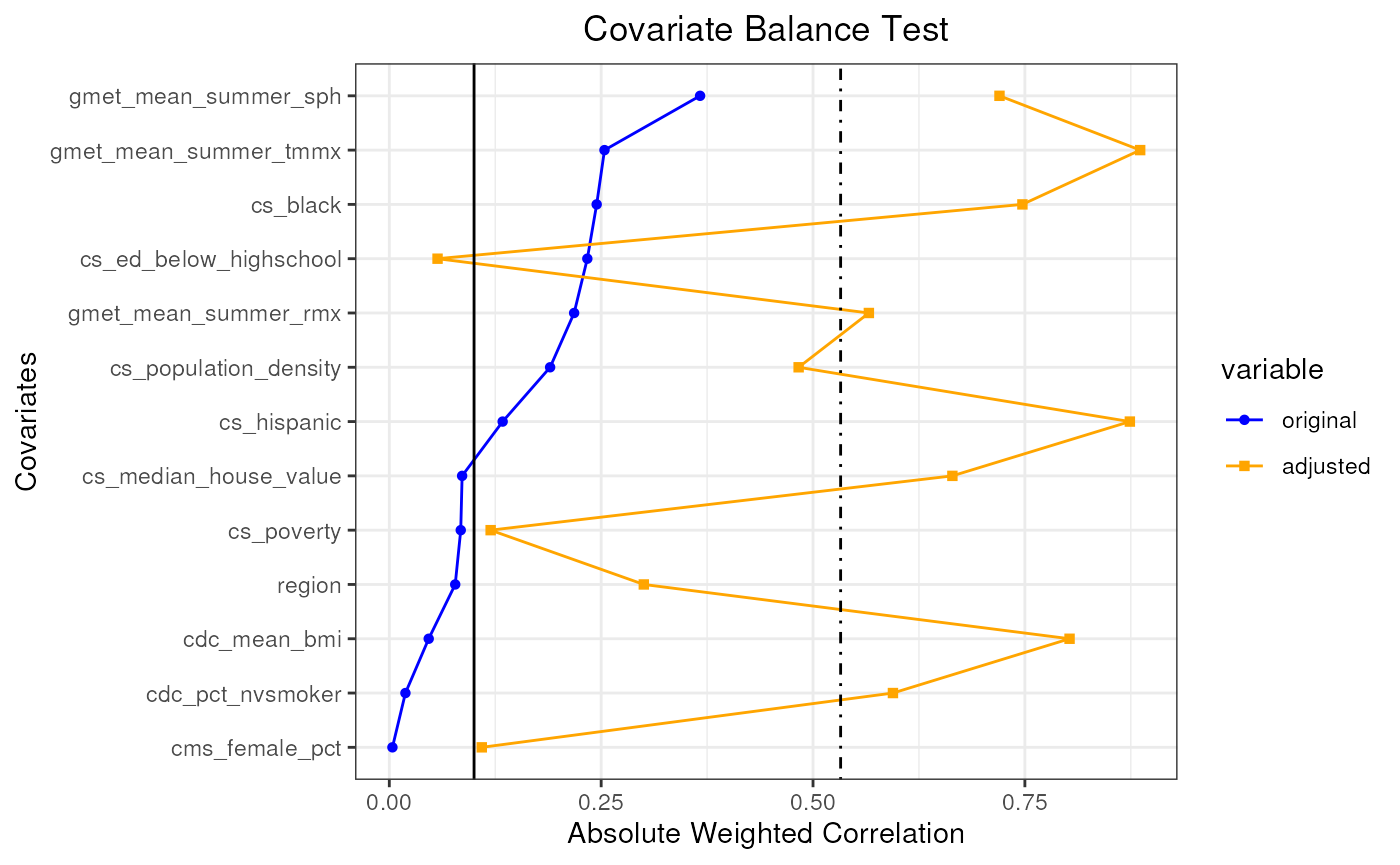 Covariate Balance Test
Covariates
gmet_mean_summer_sph
gmet_mean_summer_tmmx
cs_black
cs_ed_below_highschool
gmet_mean_summer_rmx
cs_population_density
cs_hispanic
cs_median_house_value
cs_poverty
region
cdc_mean_bmi
cdc_pct_nvsmoker
cms_female_pct
0.00 0.25 0.50 0.75
Absolute Weighted Correlation
variable
original
adjusted